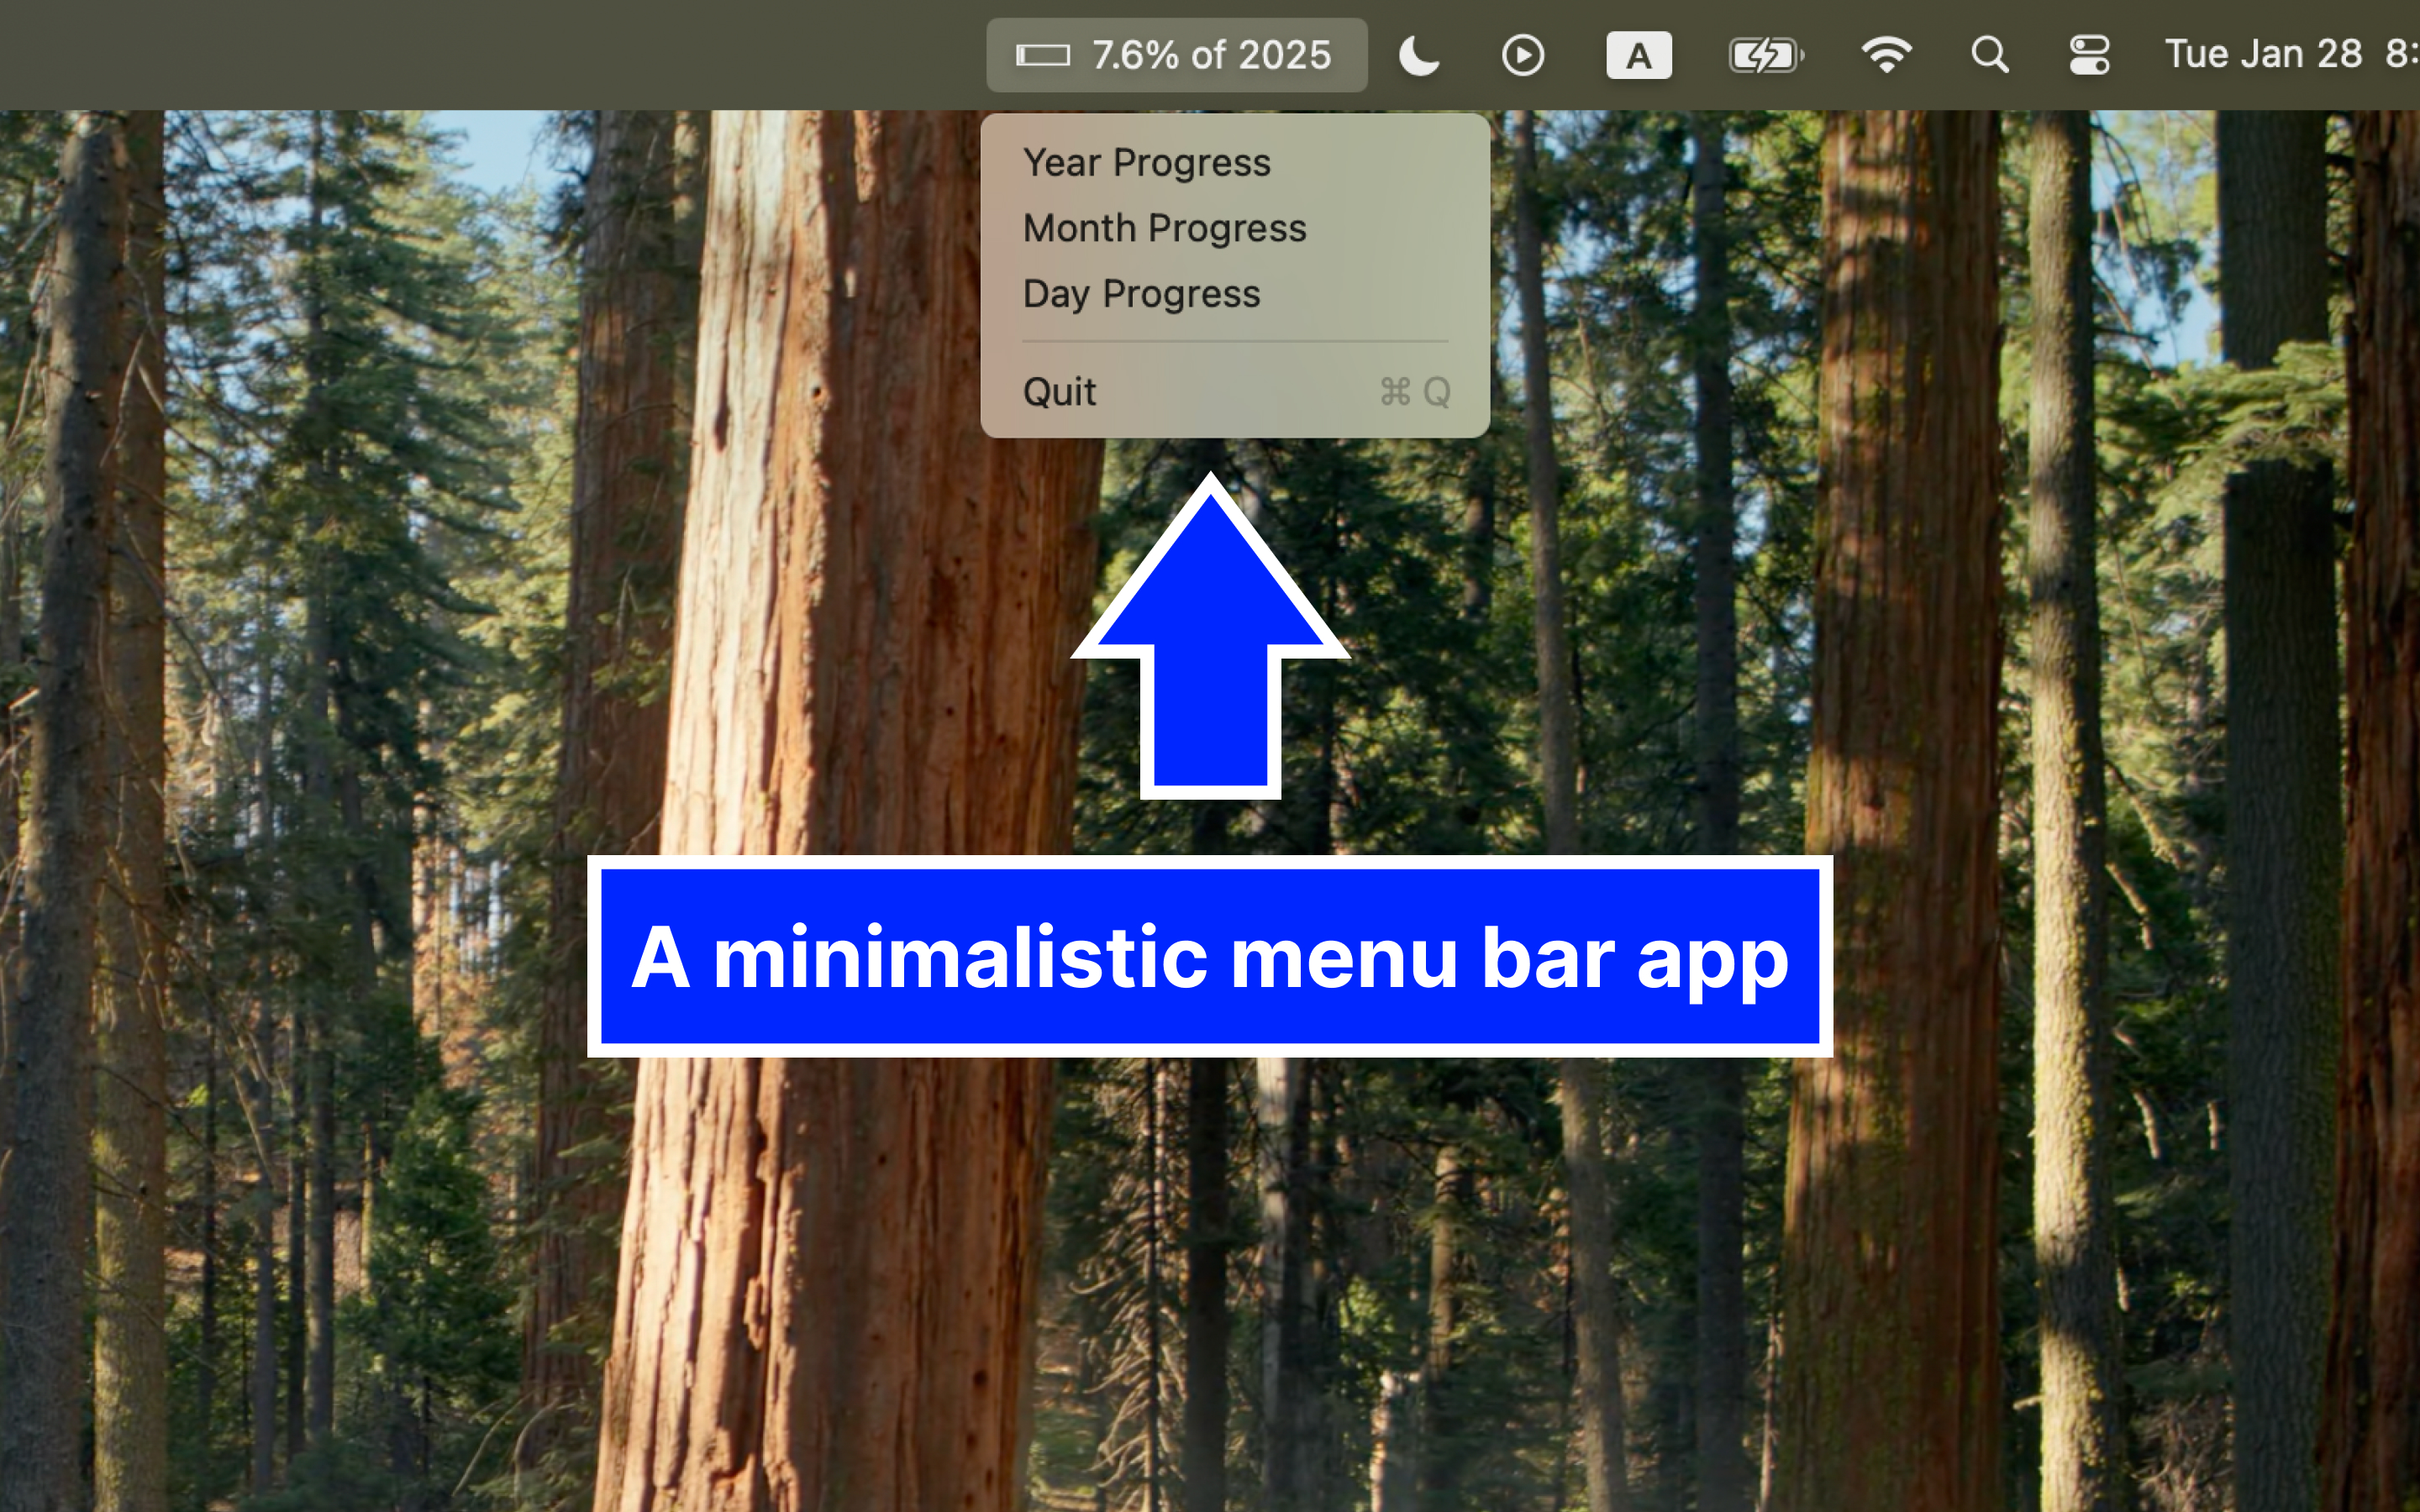 7.6% of 2025 A Tue Jan 28 8:
Year Progress
Month Progress
Day Progress
Quit ⌘ Q
A minimalistic menu bar app